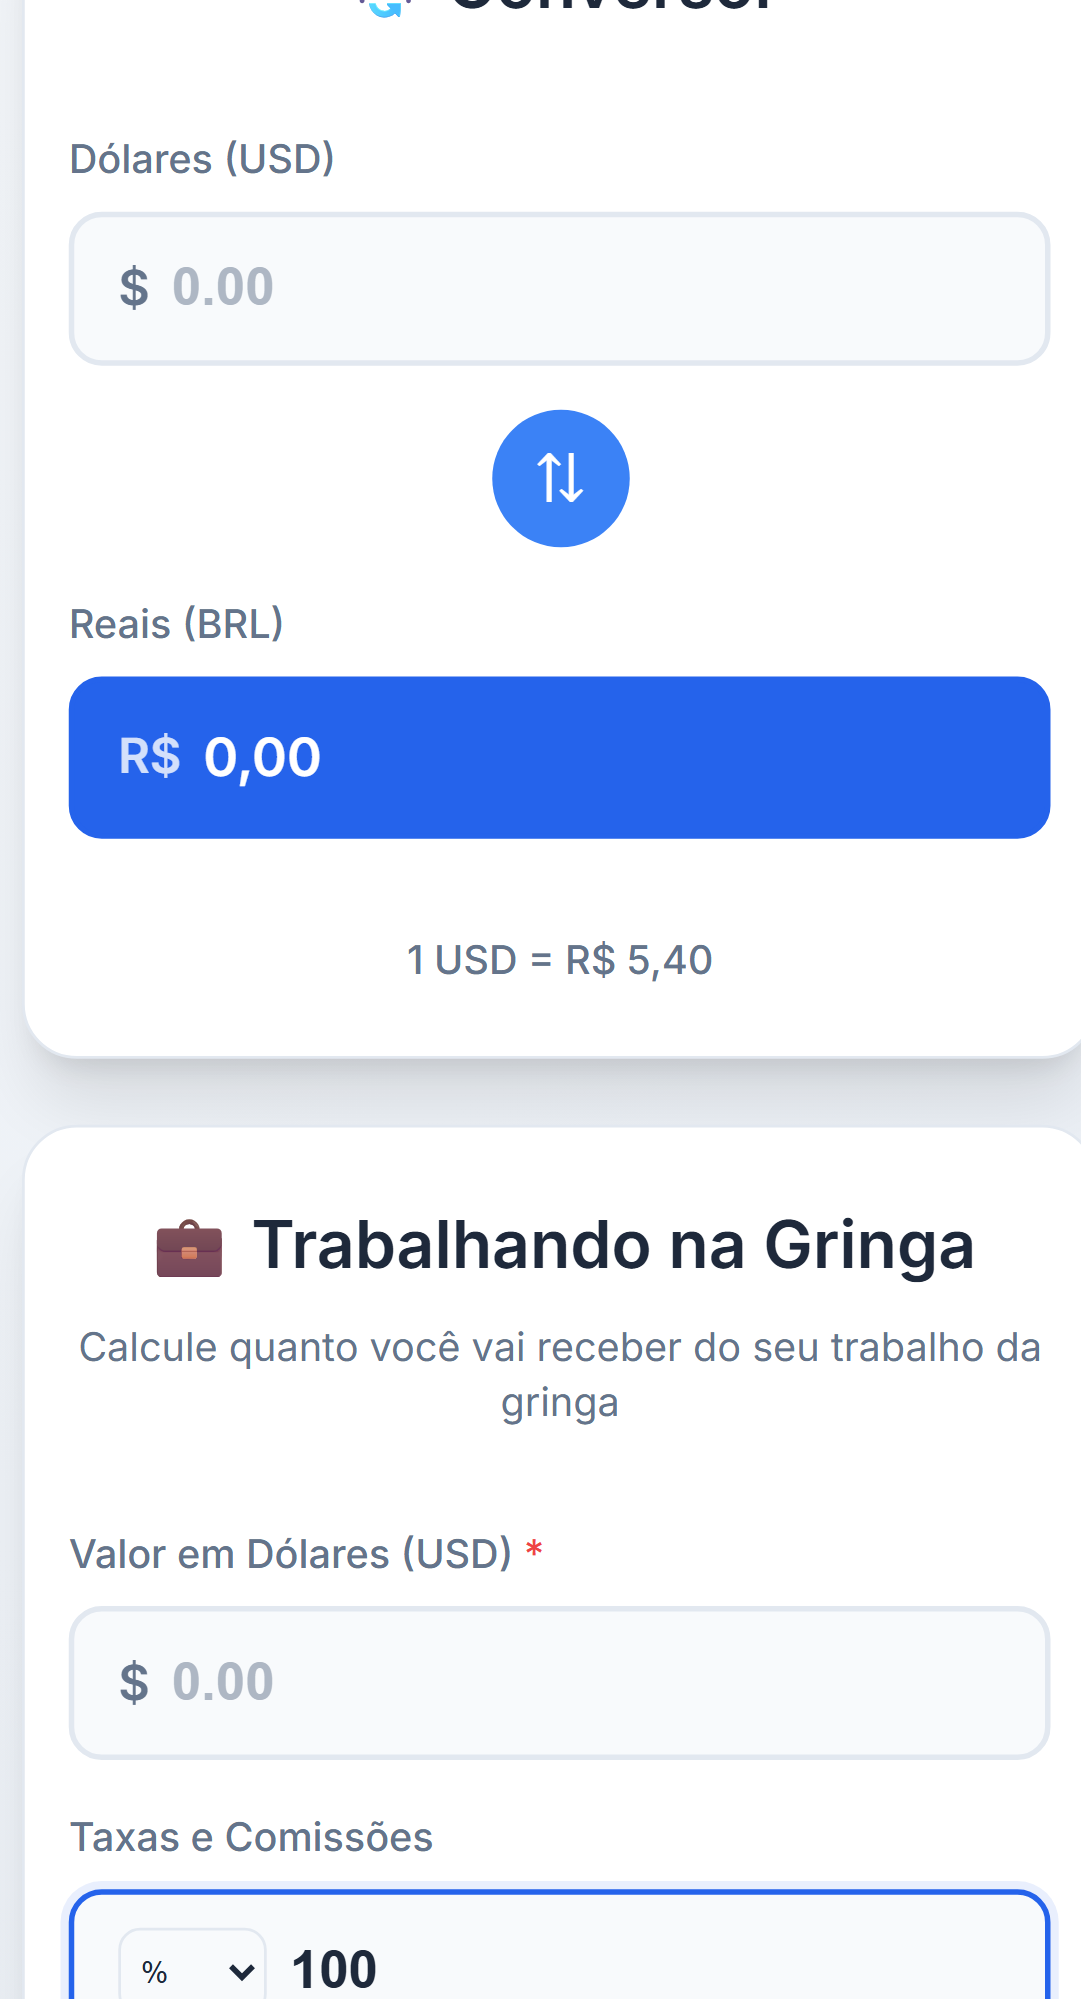 Conversor
Dólares (USD)
$ 0.00
Reais (BRL)
R$ 0,00
1 USD = R$ 5,40
Trabalhando na Gringa
Calcule quanto você vai receber do seu trabalho da
gringa
Valor em Dólares (USD) *
$ 0.00
Taxas e Comissões
% 100